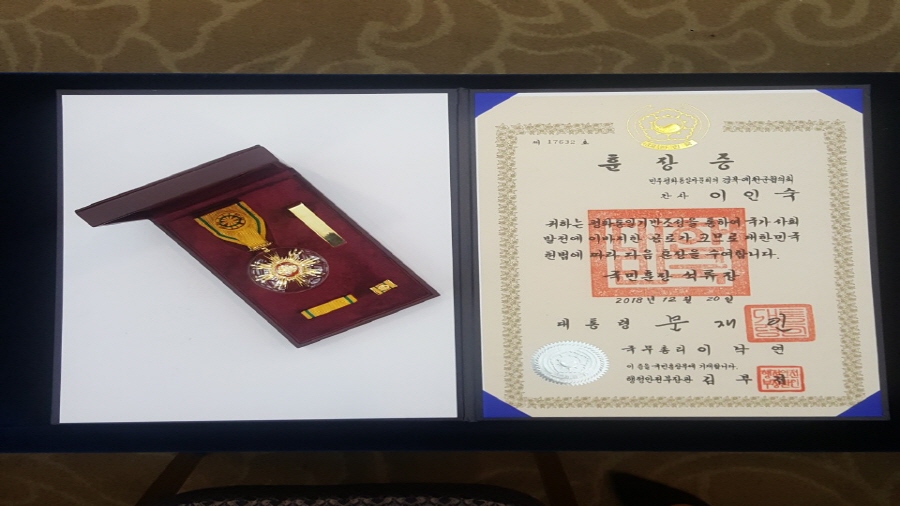 제 17632 호
훈장증
민주평화통일자문회의 경북예천군협의회
간사 이인숙
귀하는 평화통일기반조성을 통하여 국가 사회
발전에 이바지한 공로가 크므로 대한민국
헌법에 따라 다음 훈장을 수여합니다.
국민훈장 석류장
2018년 12월 20일
대통령 문재인
국무총리 이낙연
이 증을 국민훈장부에 기재합니다.
행정안전부장관 김부겸